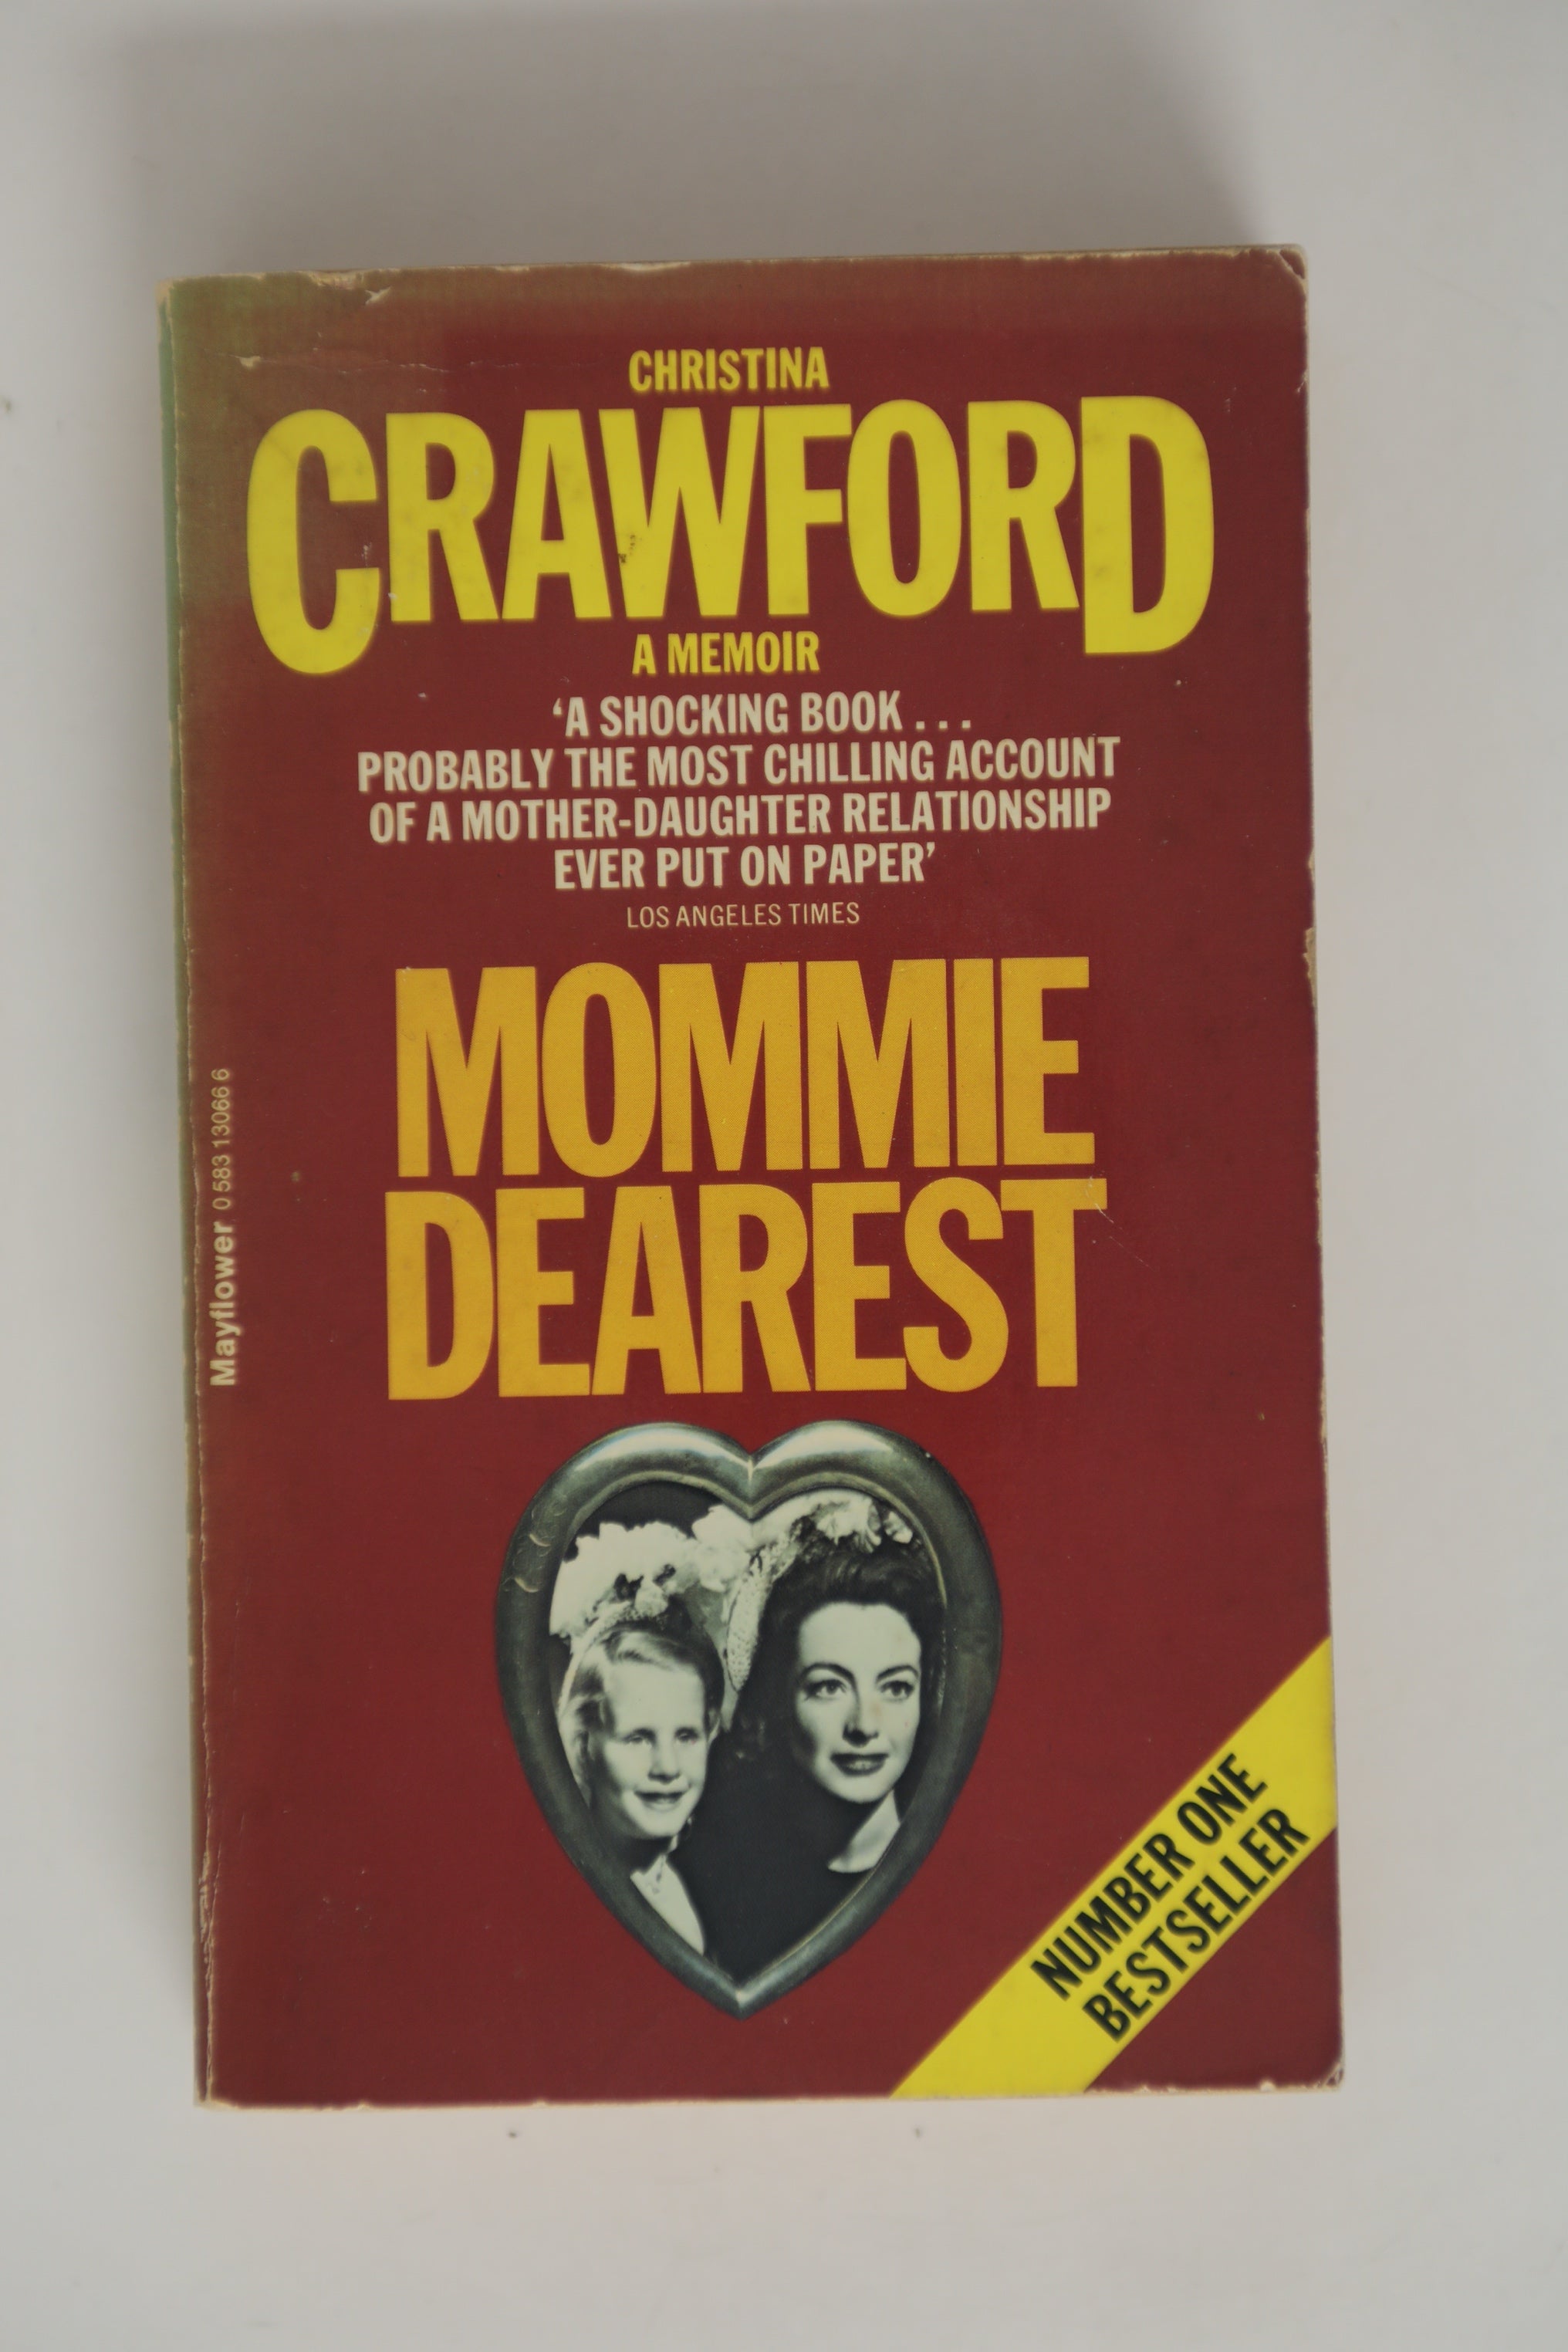 CHRISTINA
CRAWFORD
A MEMOIR
‘A SHOCKING BOOK . . .
PROBABLY THE MOST CHILLING ACCOUNT
OF A MOTHER-DAUGHTER RELATIONSHIP
EVER PUT ON PAPER’
LOS ANGELES TIMES
MOMMIE
DEAREST
Mayflower 0 583 13066 6
NUMBER ONE
BESTSELLER